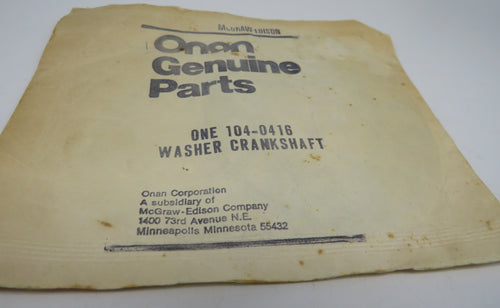 McGRAW-EDISON
Onan
Genuine
Parts
ONE 104-0416
WASHER CRANKSHAFT
Onan Corporation
A subsidiary of
McGraw-Edison Company
1400 73rd Avenue N.E.
Minneapolis Minnesota 55432